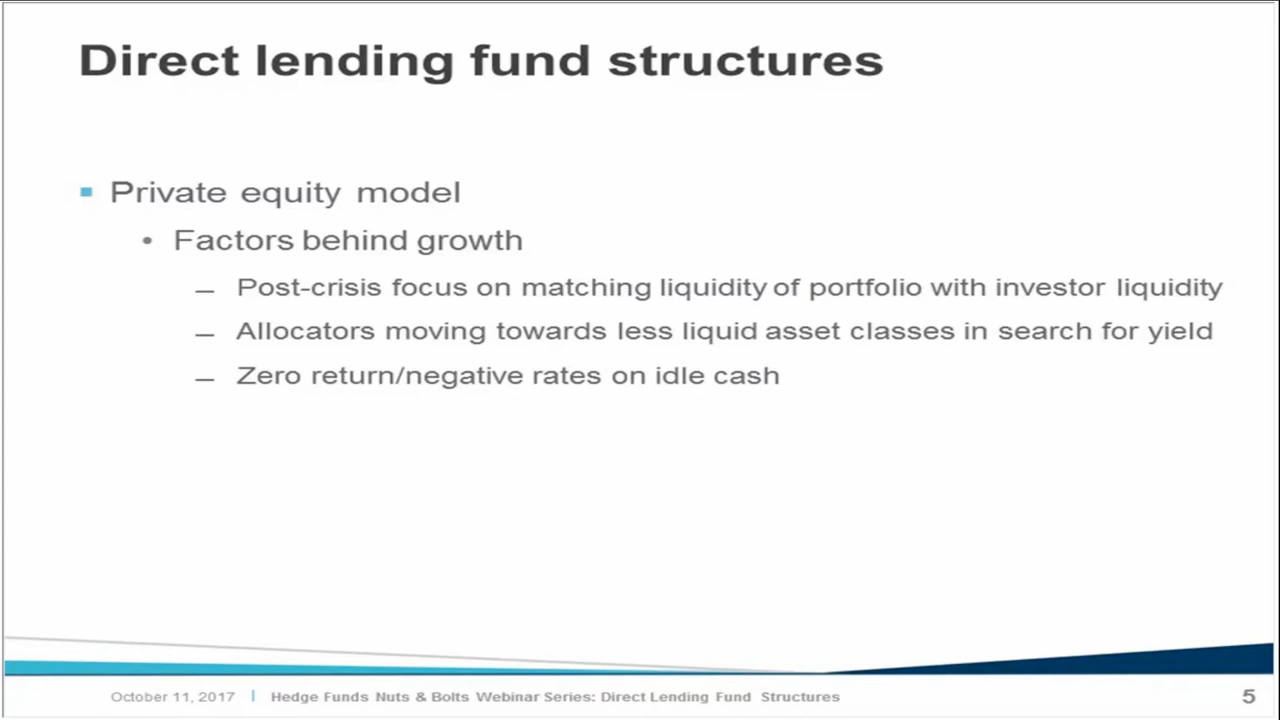 Direct lending fund structures
Private equity model
• Factors behind growth
– Post-crisis focus on matching liquidity of portfolio with investor liquidity
– Allocators moving towards less liquid asset classes in search for yield
– Zero return/negative rates on idle cash
October 11, 2017 | Hedge Funds Nuts & Bolts Webinar Series: Direct Lending Fund Structures 5